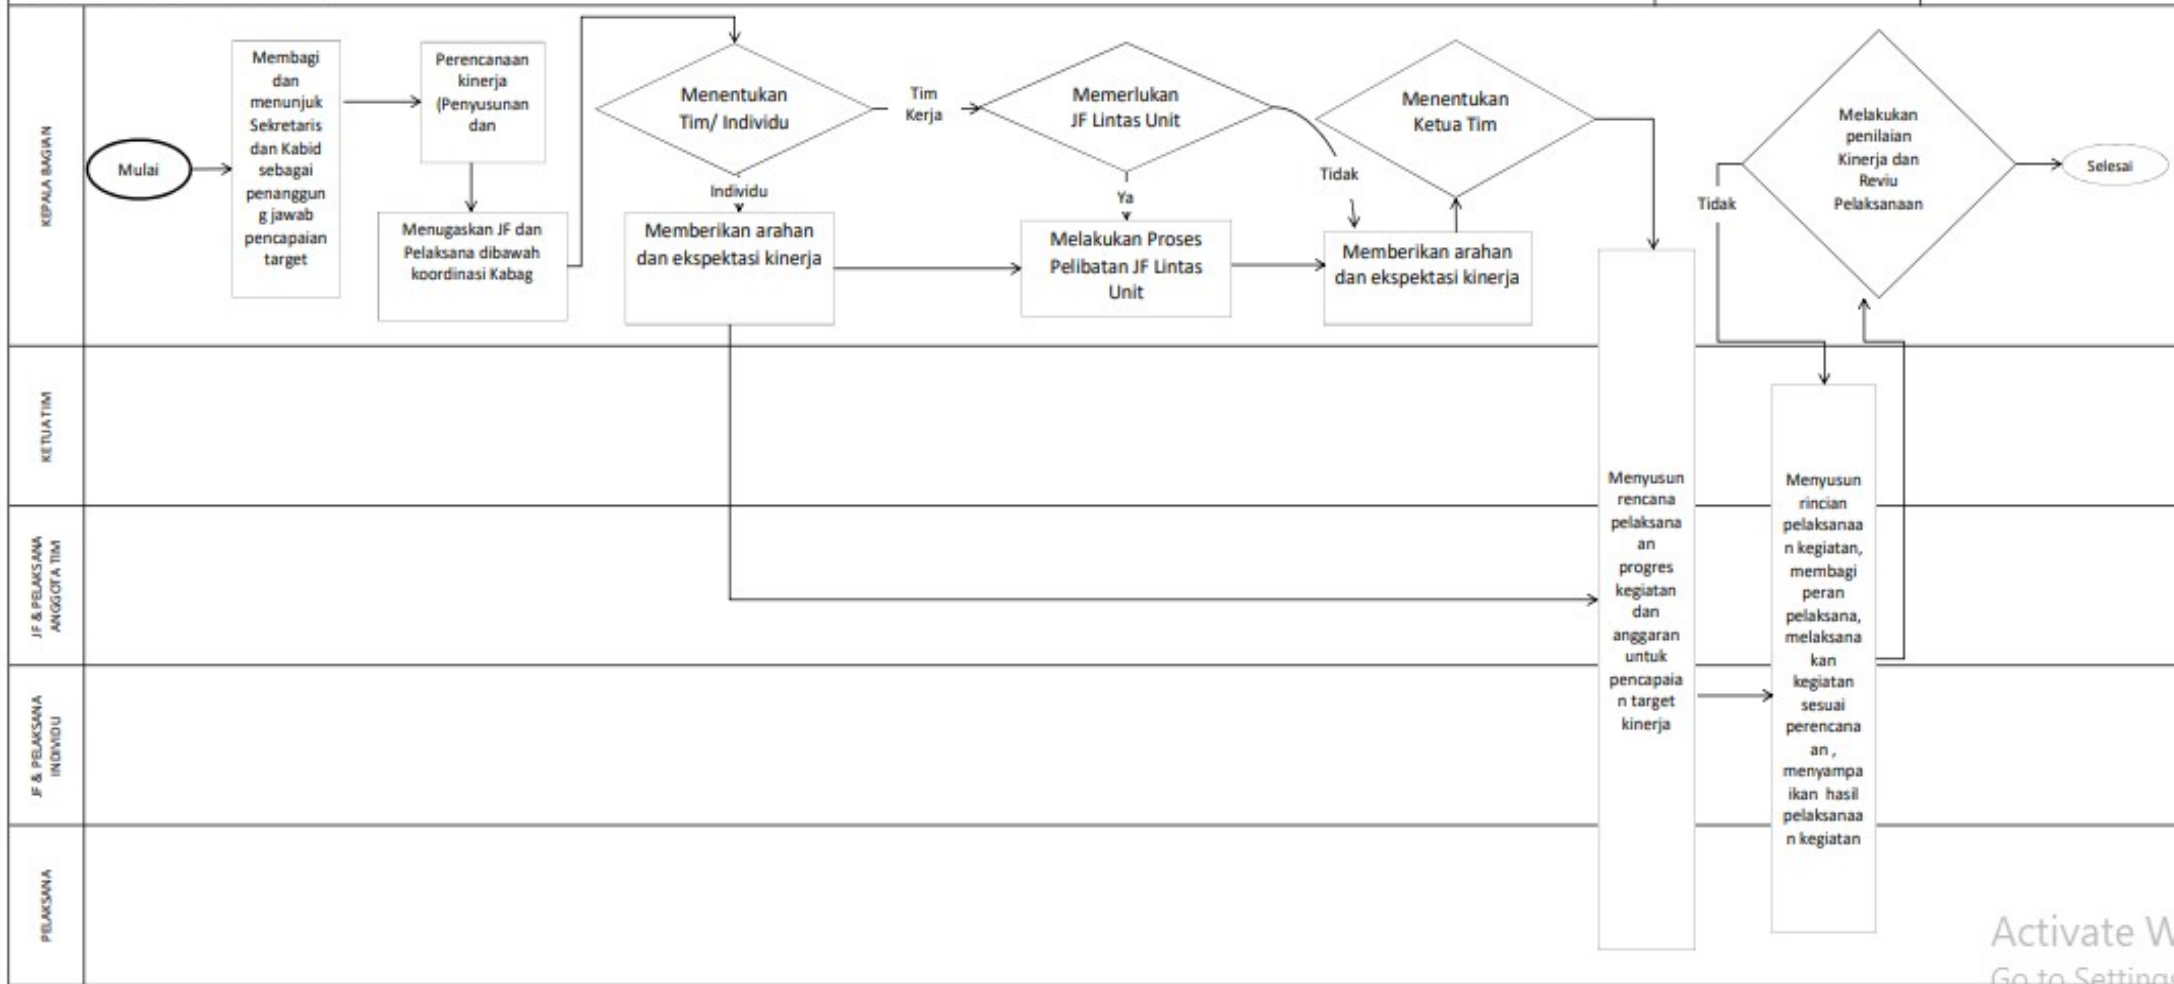 KEPALA BAGIAN
Mulai
Membagi
dan
menunjuk
Sekretaris
dan Kabid
sebagai
penanggun
g jawab
pencapaian
target
Perencanaan
kinerja
(Penyusunan
dan
Menugaskan JF dan
Pelaksana dibawah
koordinasi Kabag
Menentukan
Tim/ Individu
Individu
Memberikan arahan
dan ekspektasi kinerja
Tim
Kerja
Memerlukan
JF Lintas Unit
Ya
Melakukan Proses
Pelibatan JF Lintas
Unit
Tidak
Memberikan arahan
dan ekspektasi kinerja
Menentukan
Ketua Tim
Melakukan
penilaian
Kinerja dan
Reviu
Pelaksanaan
Tidak
Selesai
KETUA TIM
JF & PELAKSANA
ANGGOTA TIM
JF & PELAKSANA
INDIVIDU
PELAKSANA
Menyusun
rencana
pelaksana
an
progres
kegiatan
dan
anggaran
untuk
pencapaia
n target
kinerja
Menyusun
rincian
pelaksanaa
n kegiatan,
membagi
peran
pelaksana,
melaksana
kan
kegiatan
sesuai
perencana
an ,
menyampa
ikan hasil
pelaksanaa
n kegiatan
Activate W
Go to Settings